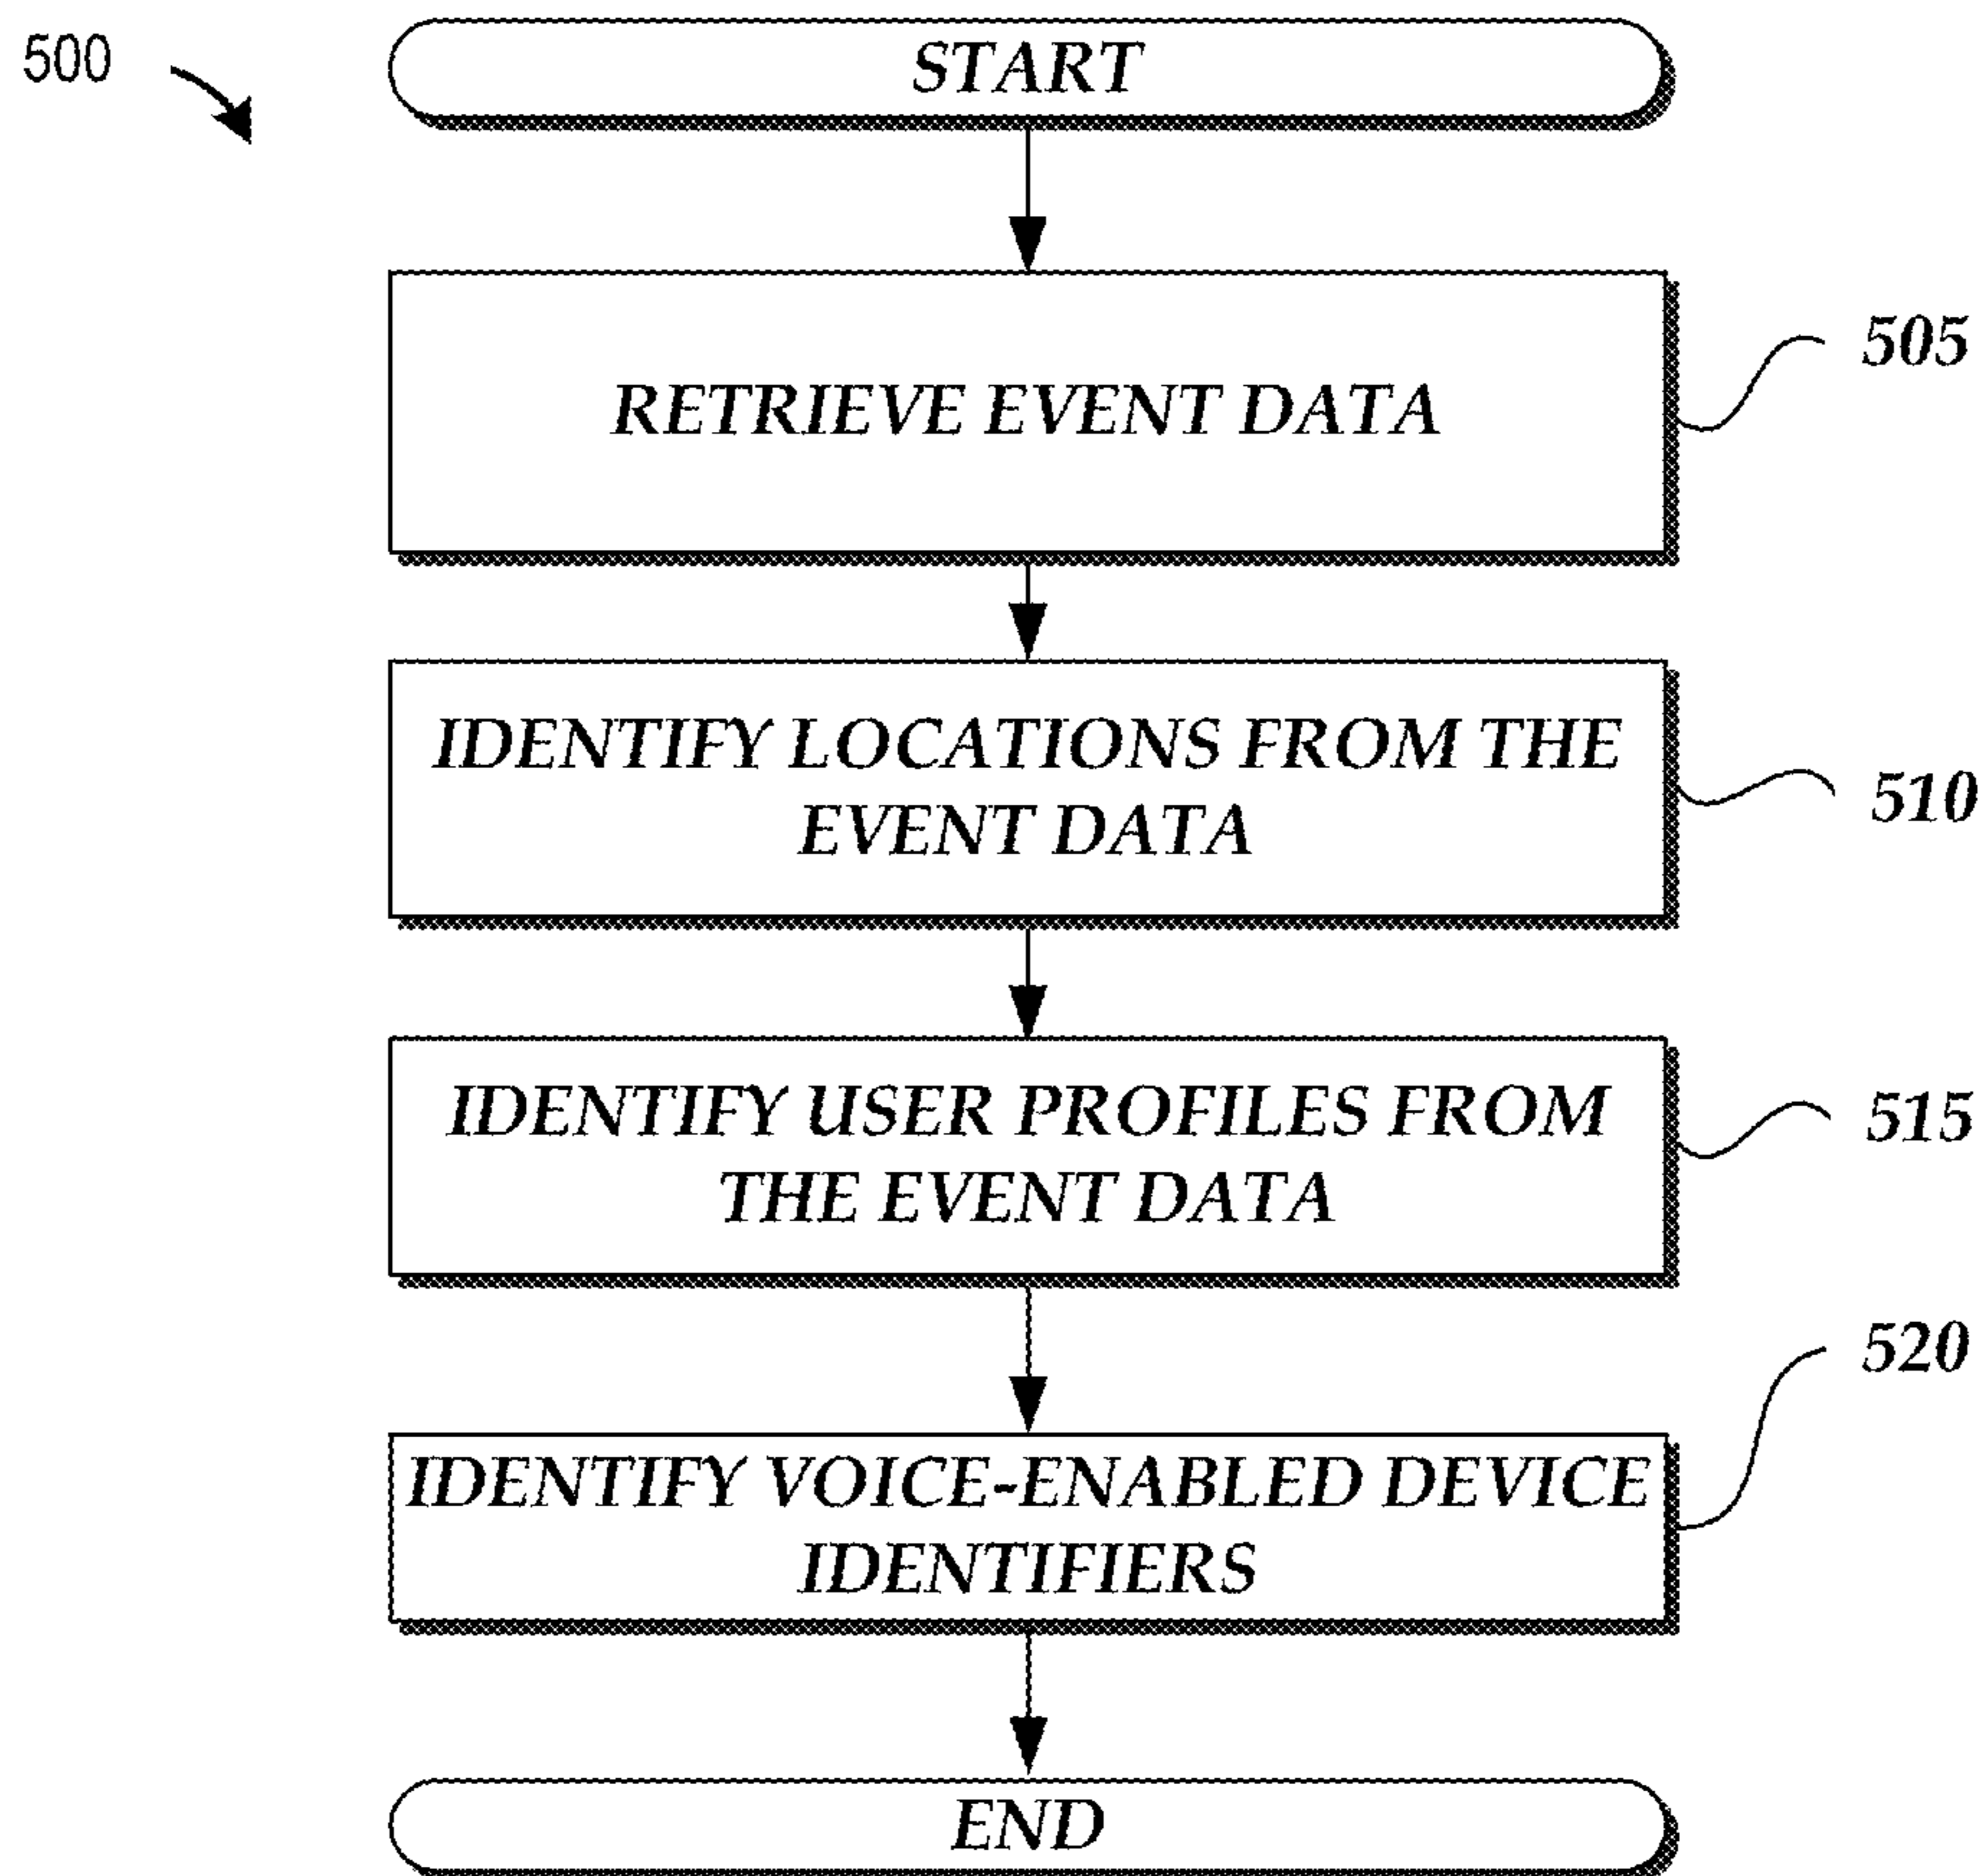 500
START
RETRIEVE EVENT DATA
505
IDENTIFY LOCATIONS FROM THE
EVENT DATA
510
IDENTIFY USER PROFILES FROM
THE EVENT DATA
515
520
IDENTIFY VOICE-ENABLED DEVICE
IDENTIFIERS
END